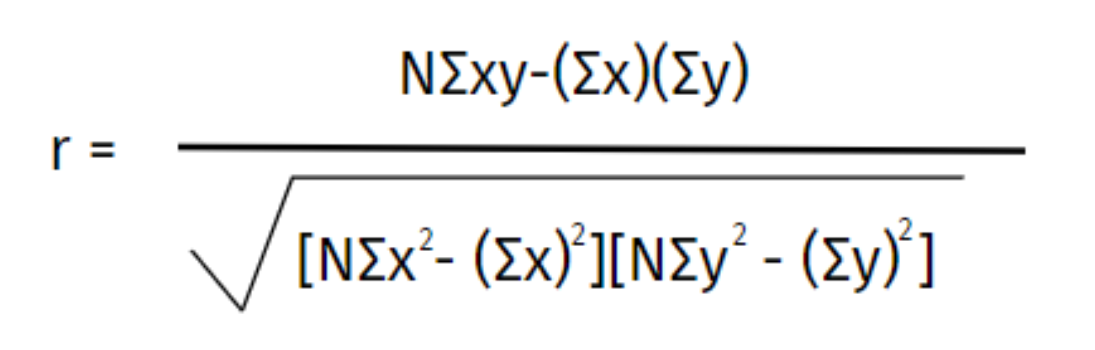 NΣxy-(Σx)(Σy)
r =
√[NΣx²- (Σx)²][NΣy² - (Σy)²]